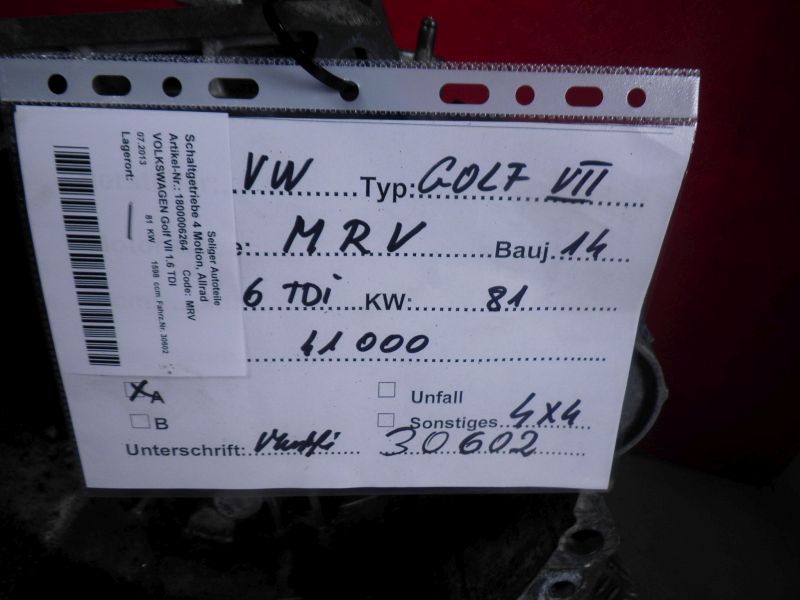 Seliger Autoteile
Schaltgetriebe 4 Motion, Allrad
Artikel-Nr.: 1800006264 Code: MRV
VOLKSWAGEN Golf VII 1.6 TDI
07.2013 81 KW 1598 ccm Fahrz.Nr. 30602
Lagerort:
VW Typ: GOLF VII
MRV Bauj. 14
6 TDi KW: 81
41 000
X A Unfall
B Sonstiges 4x4
Unterschrift: 30602